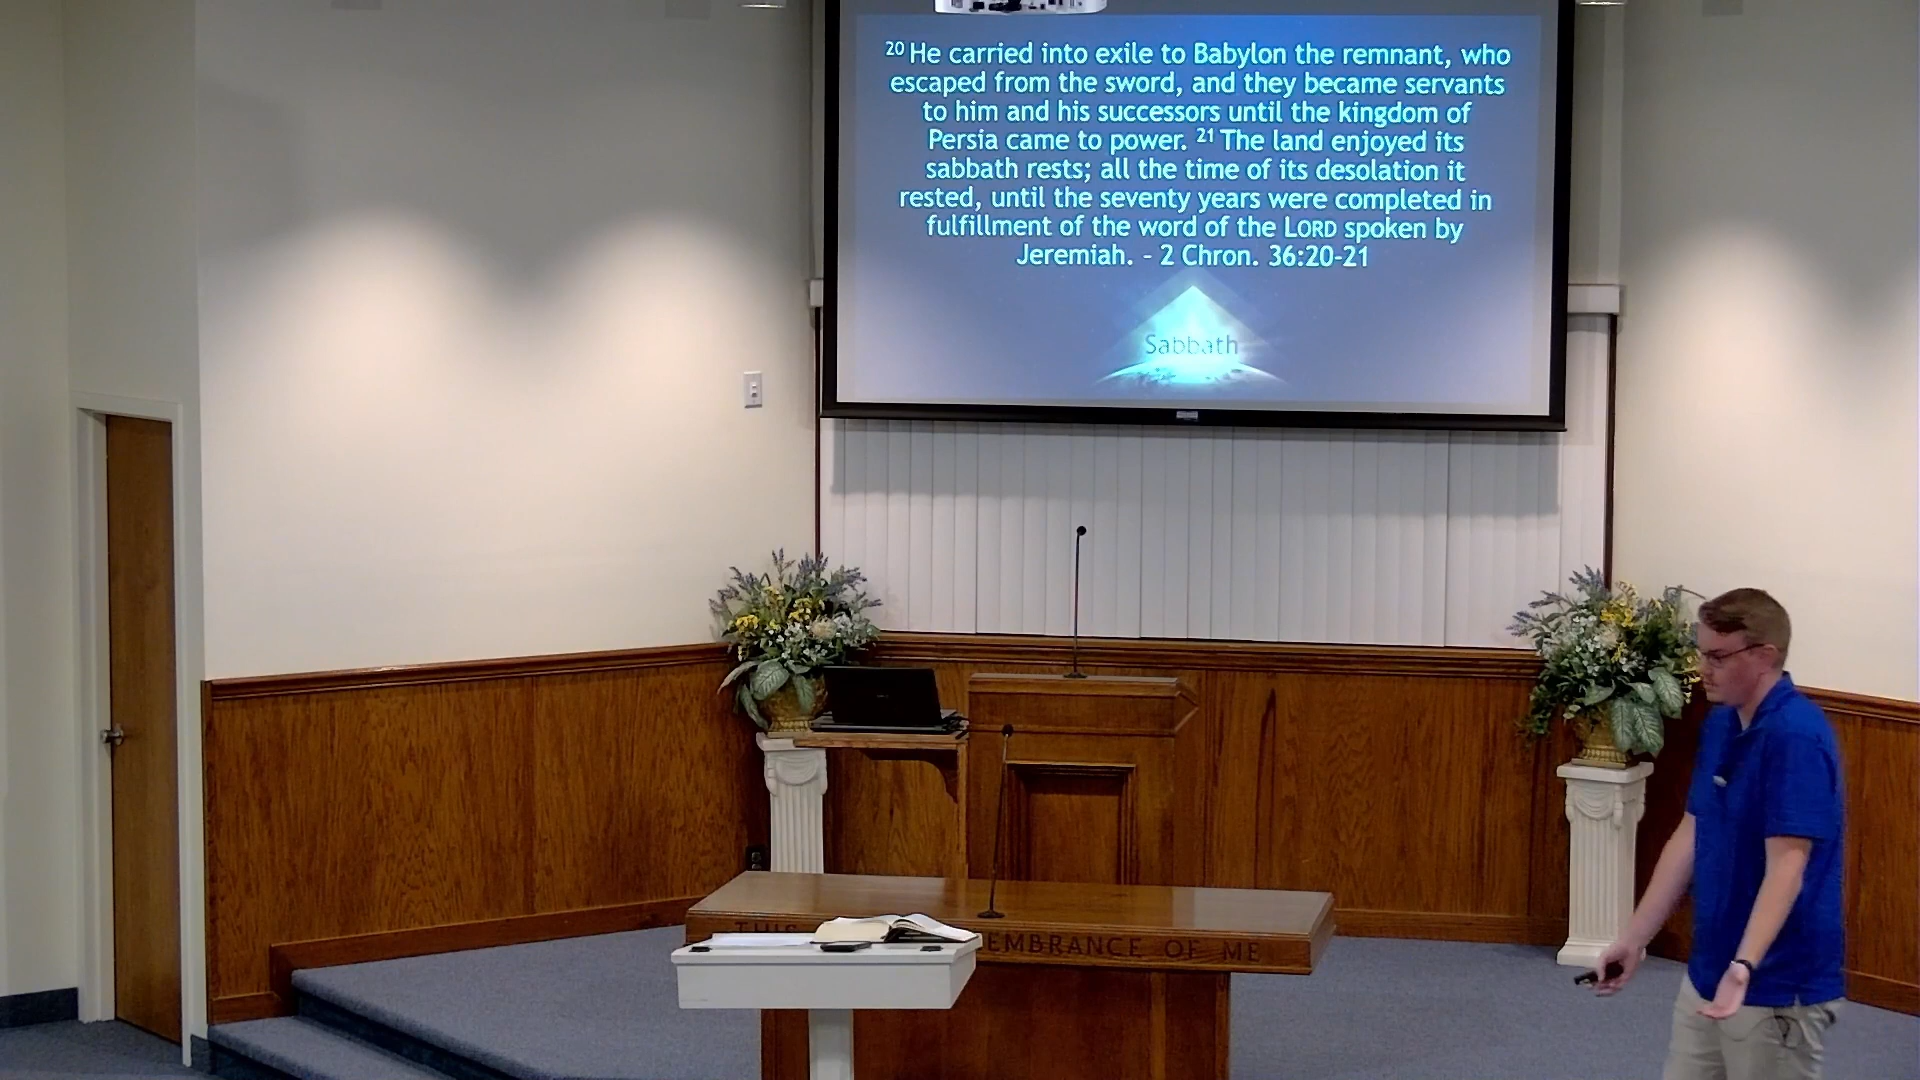 20 He carried into exile to Babylon the remnant, who
escaped from the sword, and they became servants
to him and his successors until the kingdom of
Persia came to power. 21 The land enjoyed its
sabbath rests; all the time of its desolation it
rested, until the seventy years were completed in
fulfillment of the word of the LORD spoken by
Jeremiah. - 2 Chron. 36:20-21
Sabbath
THIS EMBRANCE OF ME